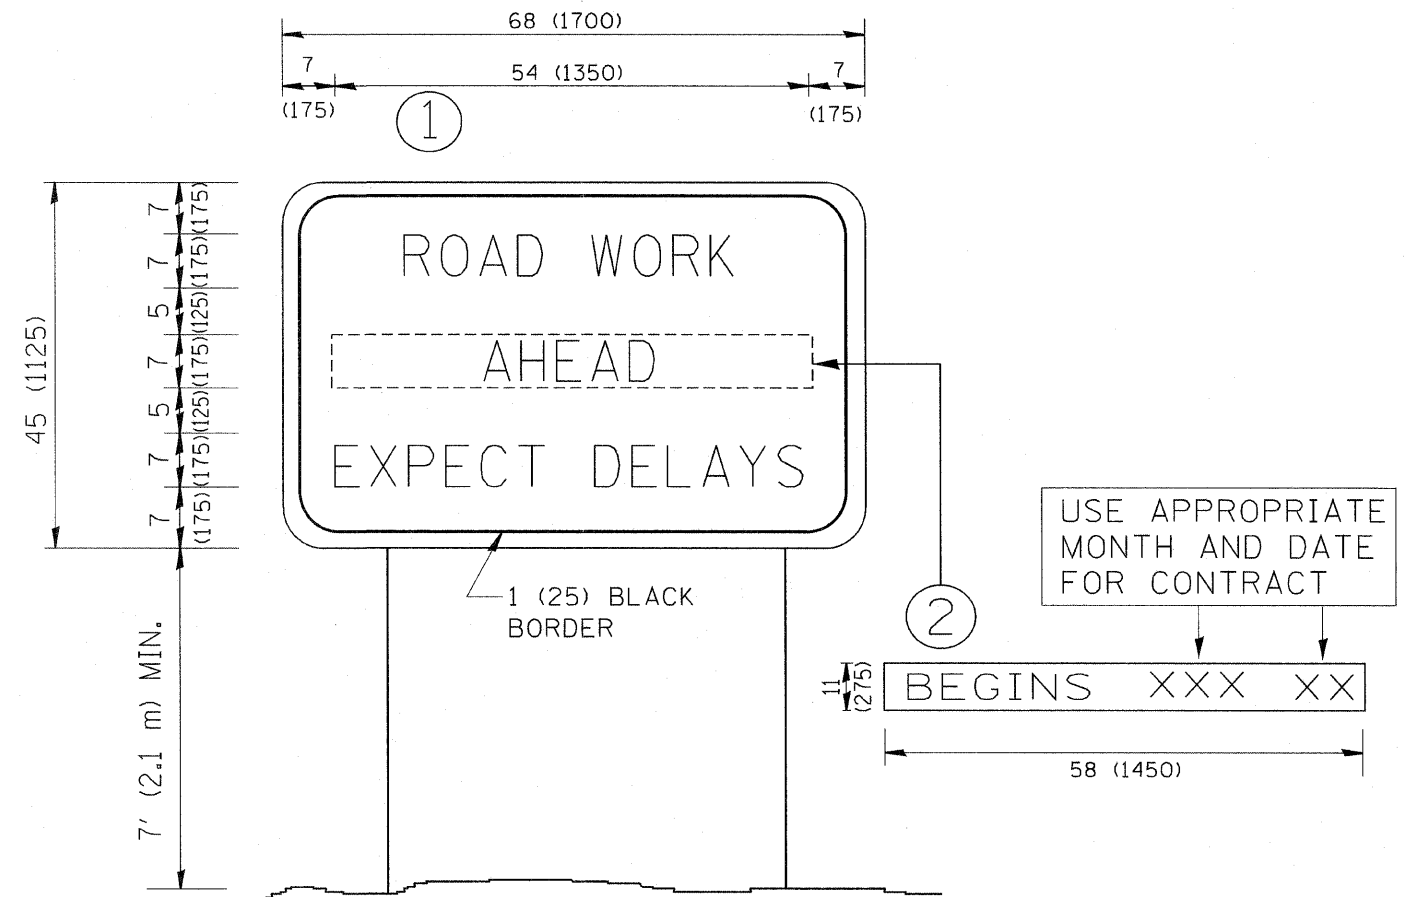 68 (1700)
7
54 (1350)
7
(175)
(175)
1
45 (1125)
7
(175)
7
(175)
5
(125)
7
(175)
5
(125)
7
(175)
7
(175)
ROAD WORK
AHEAD
EXPECT DELAYS
1 (25) BLACK
BORDER
7' (2.1 m) MIN.
USE APPROPRIATE
MONTH AND DATE
FOR CONTRACT
2
11
(275)
BEGINS XXX XX
58 (1450)